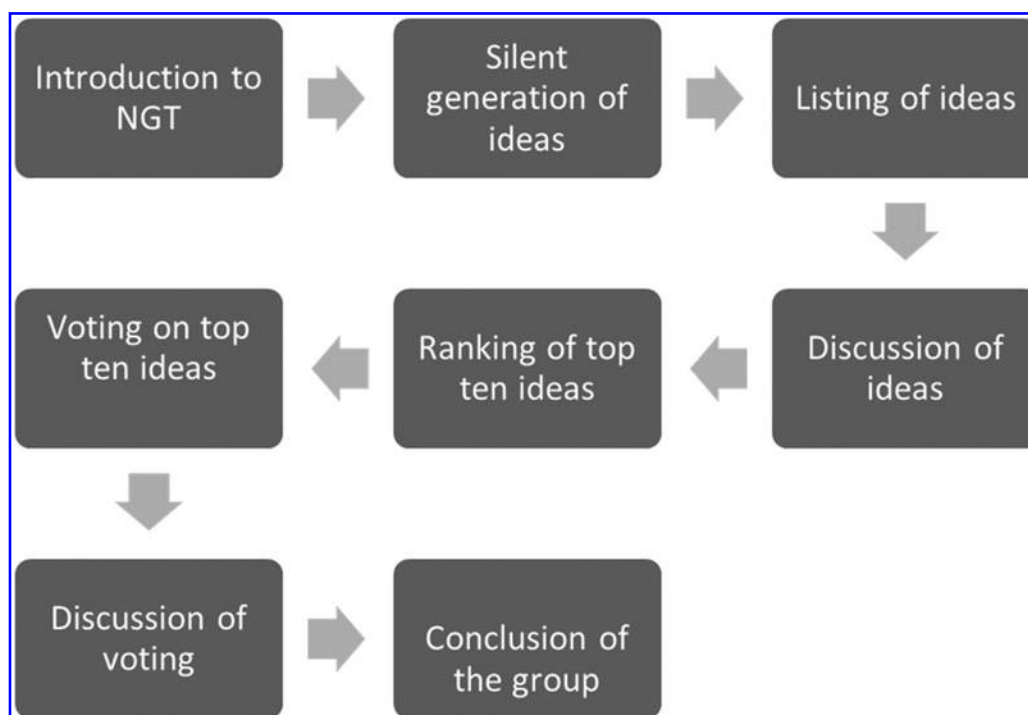 Introduction to
NGT
Silent
generation of
ideas
Listing of ideas
Discussion of
ideas
Ranking of top
ten ideas
Voting on top
ten ideas
Discussion of
voting
Conclusion of
the group